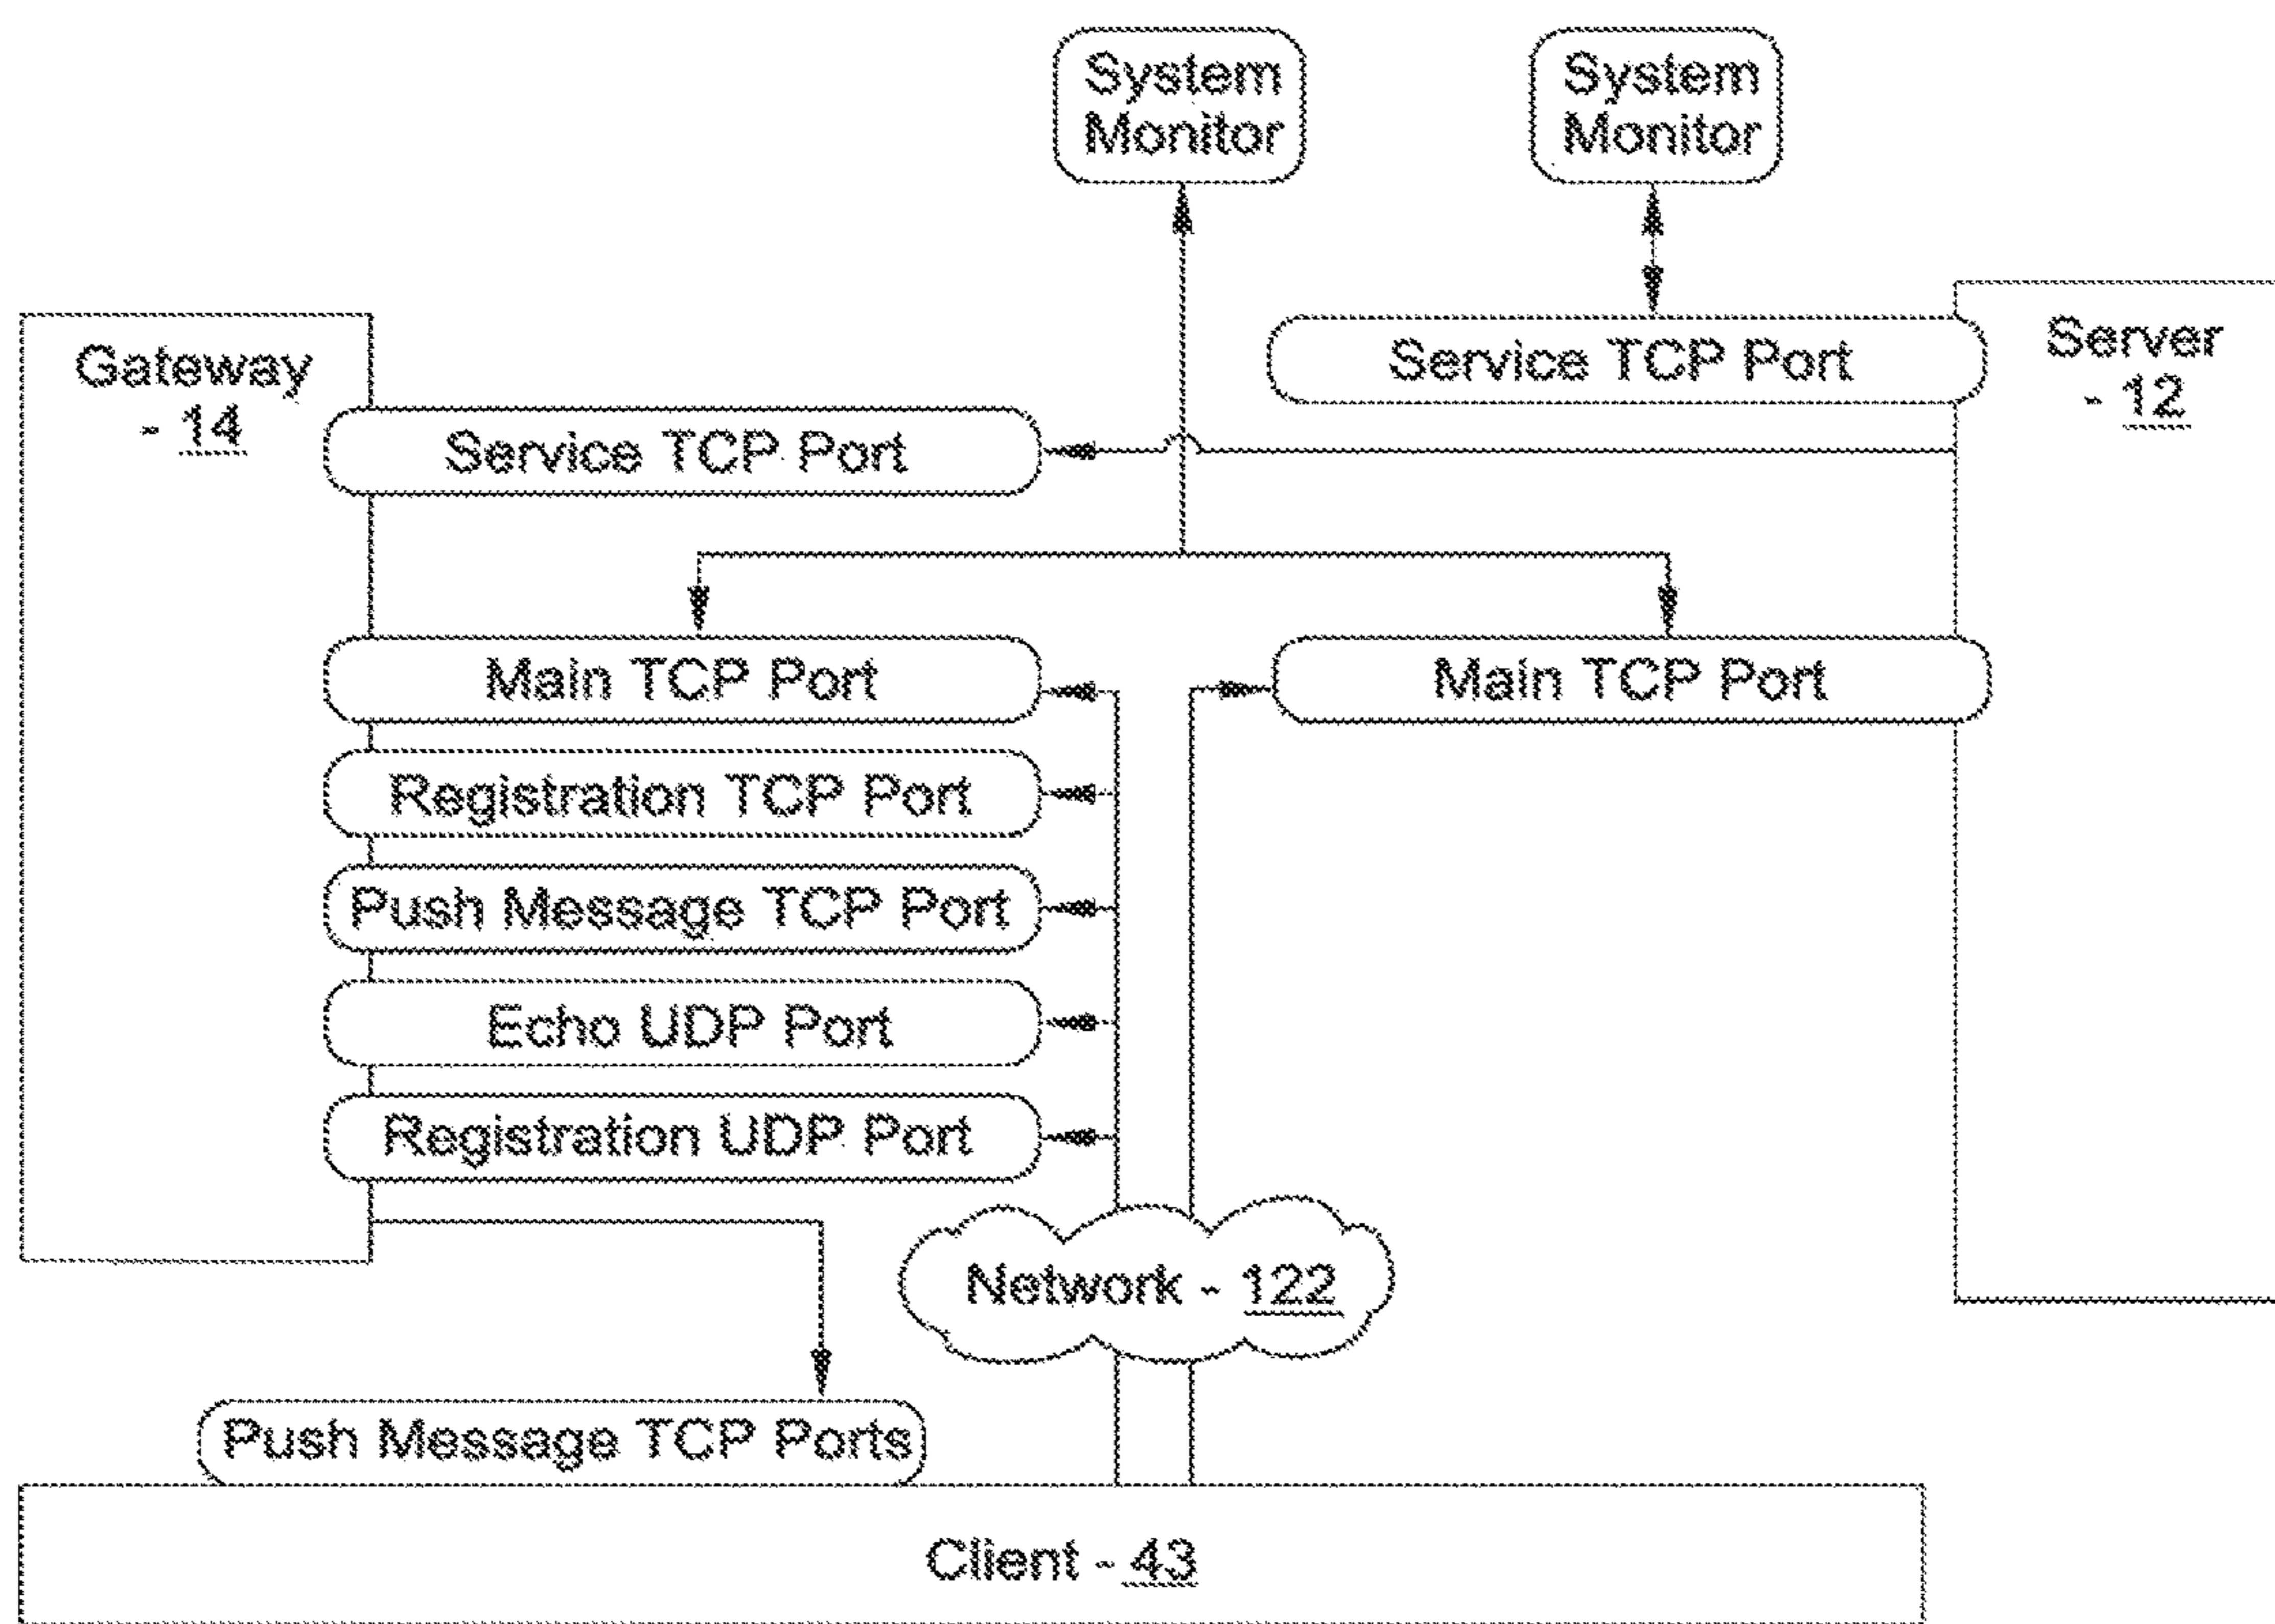 System
Monitor
System
Monitor
Gateway
- 14
Service TCP Port
Service TCP Port
Server
- 12
Main TCP Port
Main TCP Port
Registration TCP Port
Push Message TCP Port
Echo UDP Port
Registration UDP Port
Network - 122
Push Message TCP Ports
Client - 43